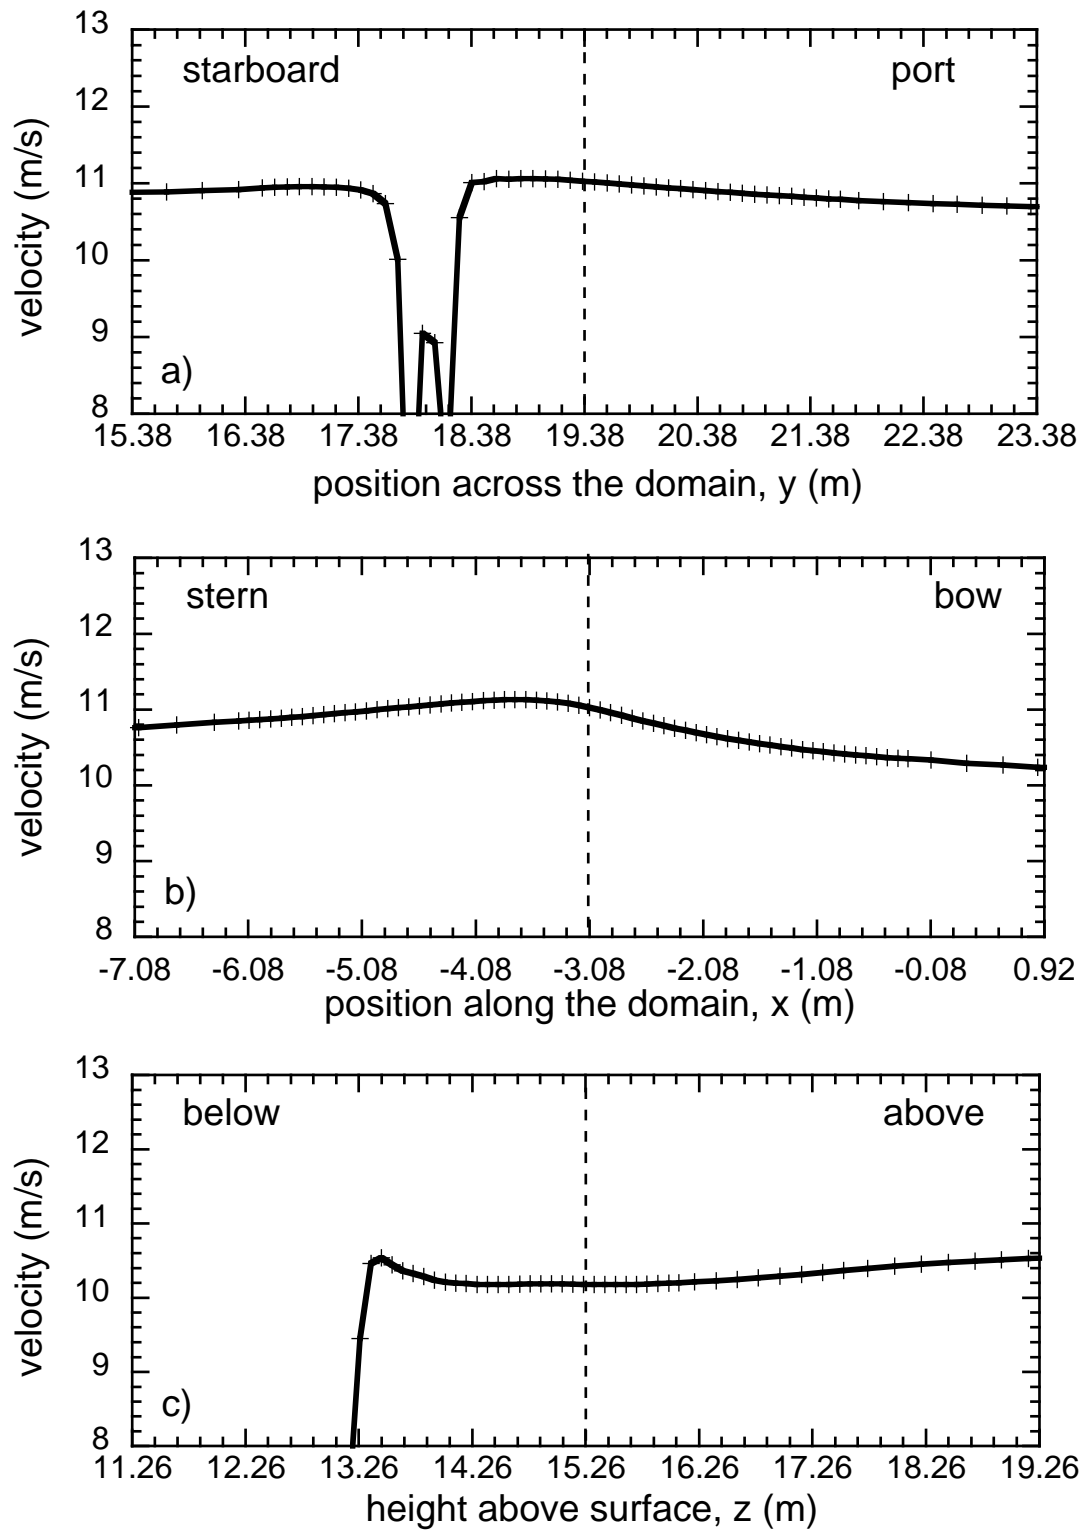 13
starboard port
12
11
10
9
a)
8
velocity (m/s)
15.38 16.38 17.38 18.38 19.38 20.38 21.38 22.38 23.38
position across the domain, y (m)
13
stern bow
12
11
10
9
b)
8
velocity (m/s)
-7.08 -6.08 -5.08 -4.08 -3.08 -2.08 -1.08 -0.08 0.92
position along the domain, x (m)
13
below above
12
11
10
9
c)
8
velocity (m/s)
11.26 12.26 13.26 14.26 15.26 16.26 17.26 18.26 19.26
height above surface, z (m)